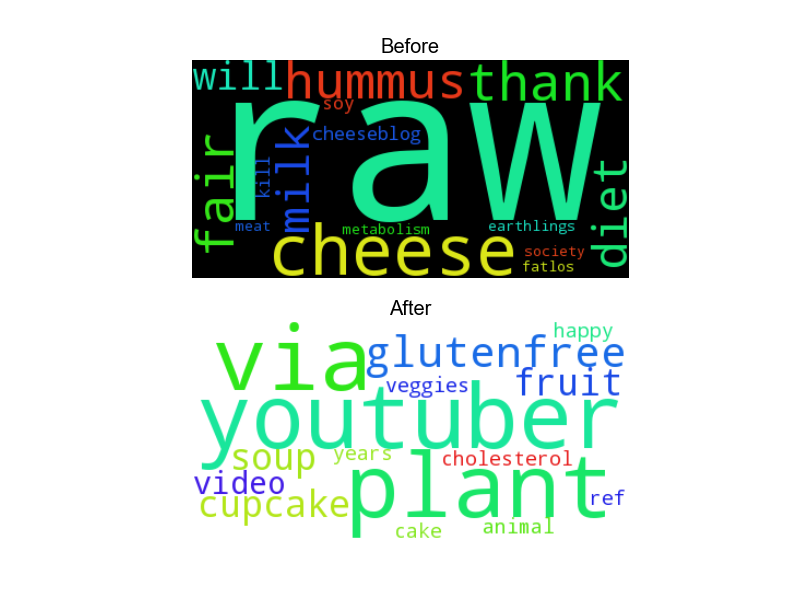 Before
will
hummus
thank
soy
raw
cheeseblog
fair
kill
milk
diet
meat
metabolism
earthlings
cheese
society
fatlos
After
happy
via
glutenfree
veggies
fruit
youtuber
soup
years
cholesterol
video
plant
ref
cupcake
cake
animal